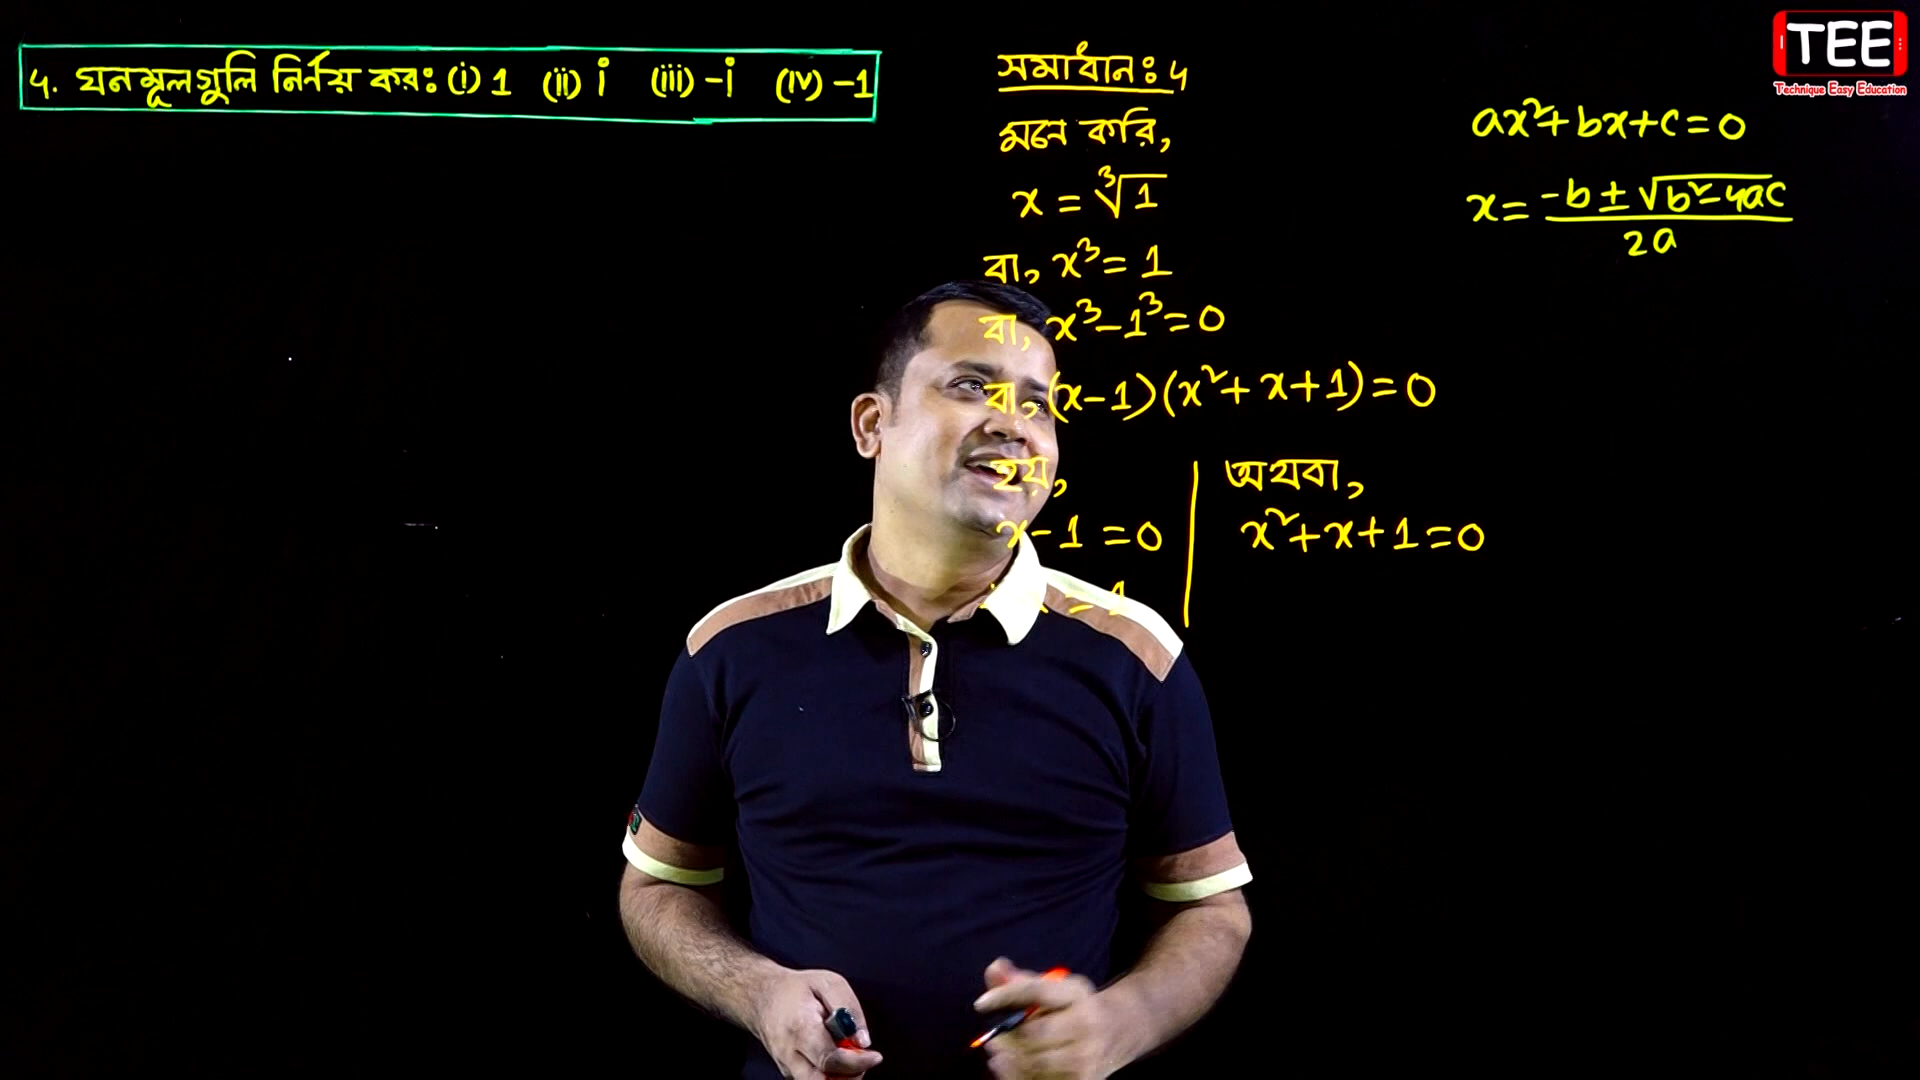 ৫. ঘনমূলগুলি নির্ণয় করঃ (i) 1 (ii) i (iii) -i (iv) -1
সমাধানঃ ৫
মনে করি,
x = ∛1
বা, x³ = 1
বা, x³-1³=0
বা, (x-1)(x²+x+1)=0
হয়,
x-1 =0
x = 1
অথবা,
x²+x+1=0
ax²+bx+c=0
x= (-b±√(b²-4ac))/2a
TEE
Technique Easy Education